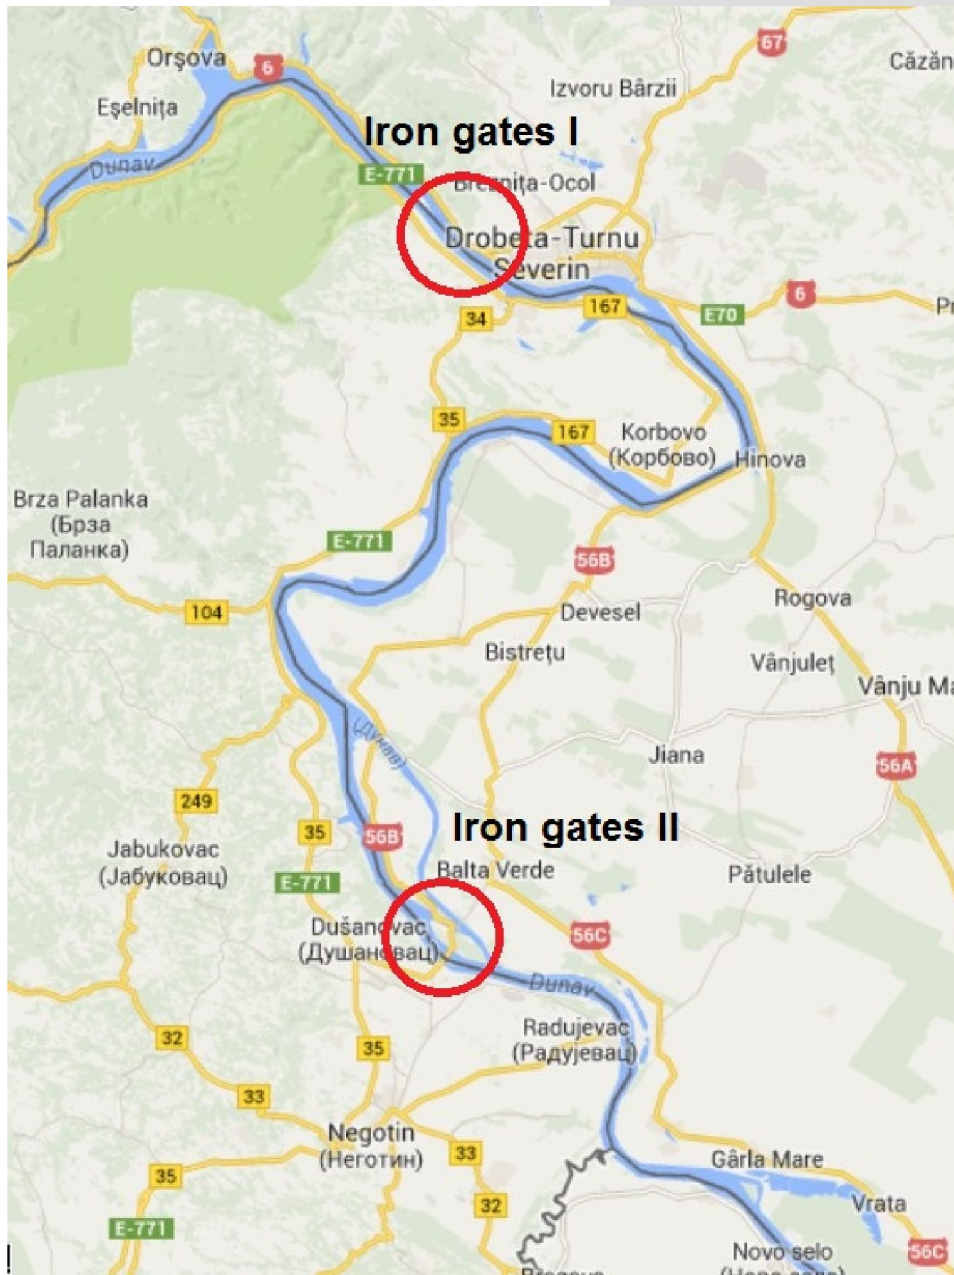 67
Orşova
6
Căzăn
Izvoru Bârzii
Eşelniţa
Iron gates I
Dunav
E-771
Brezniţa-Ocol
Drobeta-Turnu
Severin
6
167
E70
34
35
167
Korbovo
(Корбово)
Hinova
Brza Palanka
(Брза
Паланка)
E-771
56B
104
Devesel
Rogova
Bistreţu
Vânjuleţ
Vânju Ma
(Дунав)
Jiana
56A
249
35
56B
Iron gates II
Jabukovac
(Јабуковац)
E-771
Balta Verde
Pătulele
Dušanovac
(Душановац)
56C
Dunav
Radujevac
(Радујевац)
32
35
33
Negotin
(Неготин)
33
Gârla Mare
35
32
Vrata
E-771
56C
Novo selo